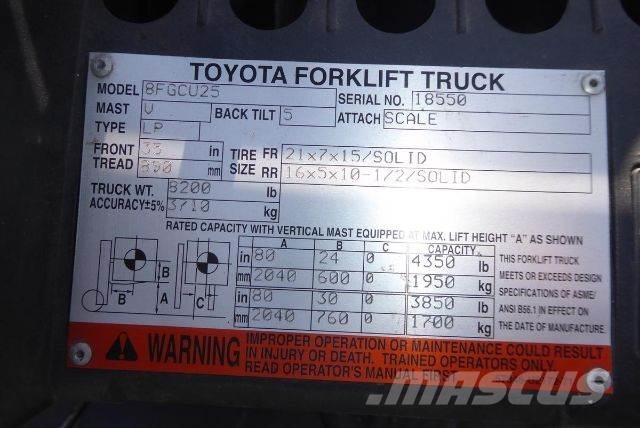 TOYOTA FORKLIFT TRUCK
MODEL 8FGCU25 SERIAL NO. 18550
MAST V BACK TILT 5 ATTACH SCALE
TYPE LP
FRONT TREAD 33 in 850 mm
TIRE SIZE FR 21x7x15/SOLID
RR 16x5x10-1/2/SOLID
TRUCK WT. 8200 lb
ACCURACY±5% 3710 kg
RATED CAPACITY WITH VERTICAL MAST EQUIPPED AT MAX. LIFT HEIGHT "A" AS SHOWN
A B C CAPACITY
in 80 24 0 4350 lb
mm 2040 600 0 1950 kg
in 80 30 0 3850 lb
mm 2040 760 0 1700 kg
B
B A C
THIS FORKLIFT TRUCK
MEETS OR EXCEEDS DESIGN
SPECIFICATIONS OF ASME/
ANSI B56.1 IN EFFECT ON
THE DATE OF MANUFACTURE.
WARNING
IMPROPER OPERATION OR MAINTENANCE COULD RESULT
IN INJURY OR DEATH. TRAINED OPERATORS ONLY.
READ OPERATOR'S MANUAL FIRST.
MASCUS